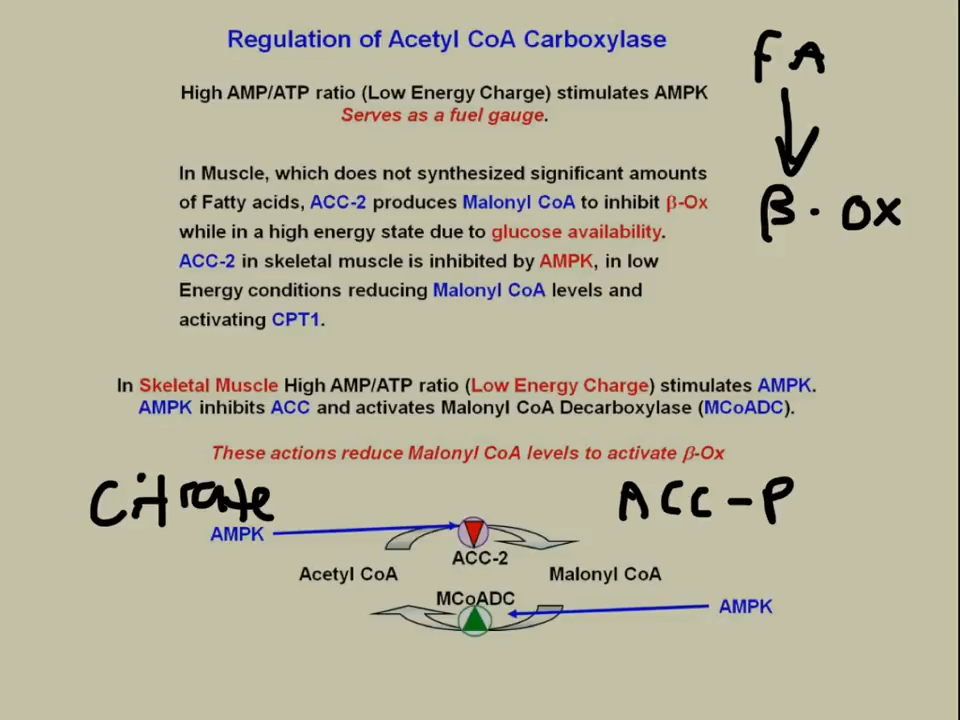 Regulation of Acetyl CoA Carboxylase
FA
High AMP/ATP ratio (Low Energy Charge) stimulates AMPK
Serves as a fuel gauge.
In Muscle, which does not synthesized significant amounts
of Fatty acids, ACC-2 produces Malonyl CoA to inhibit β-Ox
while in a high energy state due to glucose availability.
ACC-2 in skeletal muscle is inhibited by AMPK, in low
Energy conditions reducing Malonyl CoA levels and
activating CPT1.
β-OX
In Skeletal Muscle High AMP/ATP ratio (Low Energy Charge) stimulates AMPK.
AMPK inhibits ACC and activates Malonyl CoA Decarboxylase (MCoADC).
These actions reduce Malonyl CoA levels to activate β-Ox
Citrate
ACC-P
AMPK
ACC-2
Acetyl CoA
Malonyl CoA
MCoADC
AMPK